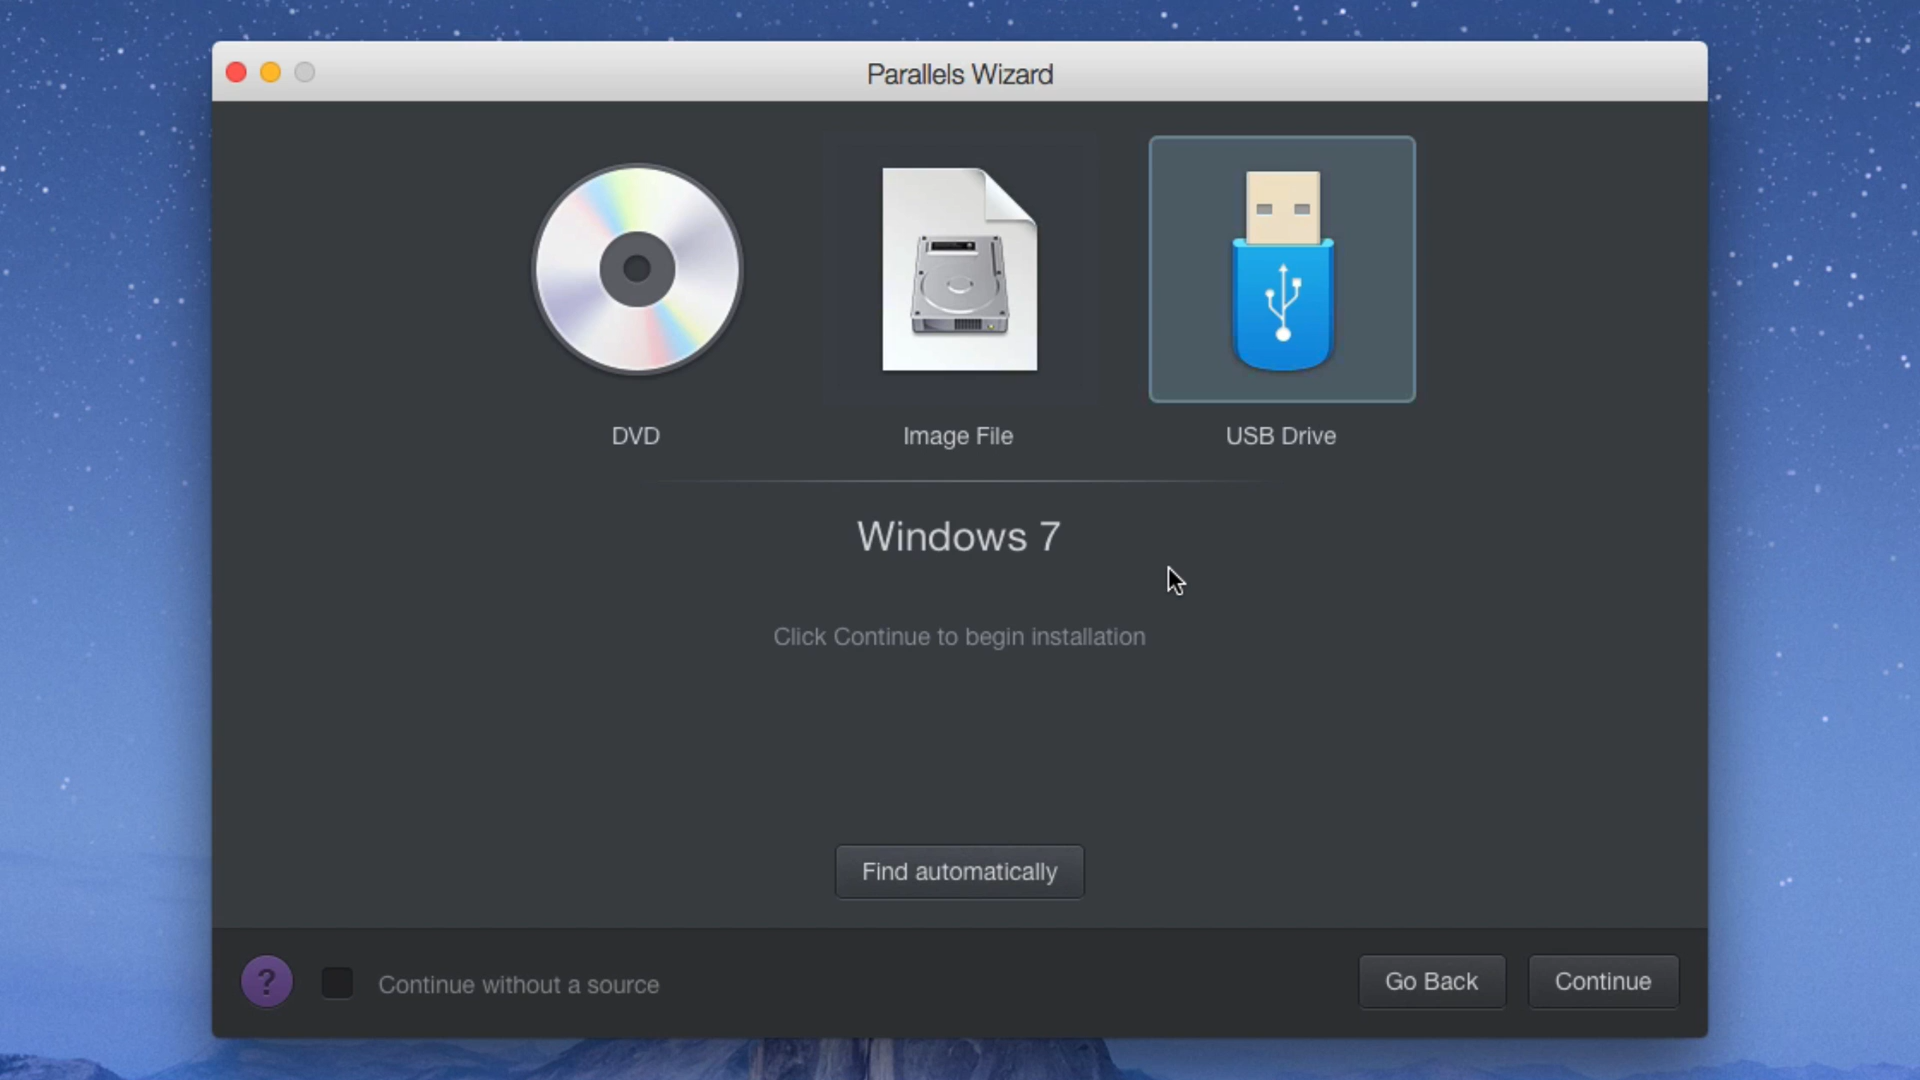 Parallels Wizard
DVD
Image File
USB Drive
Windows 7
Click Continue to begin installation
Find automatically
?
Continue without a source
Go Back
Continue